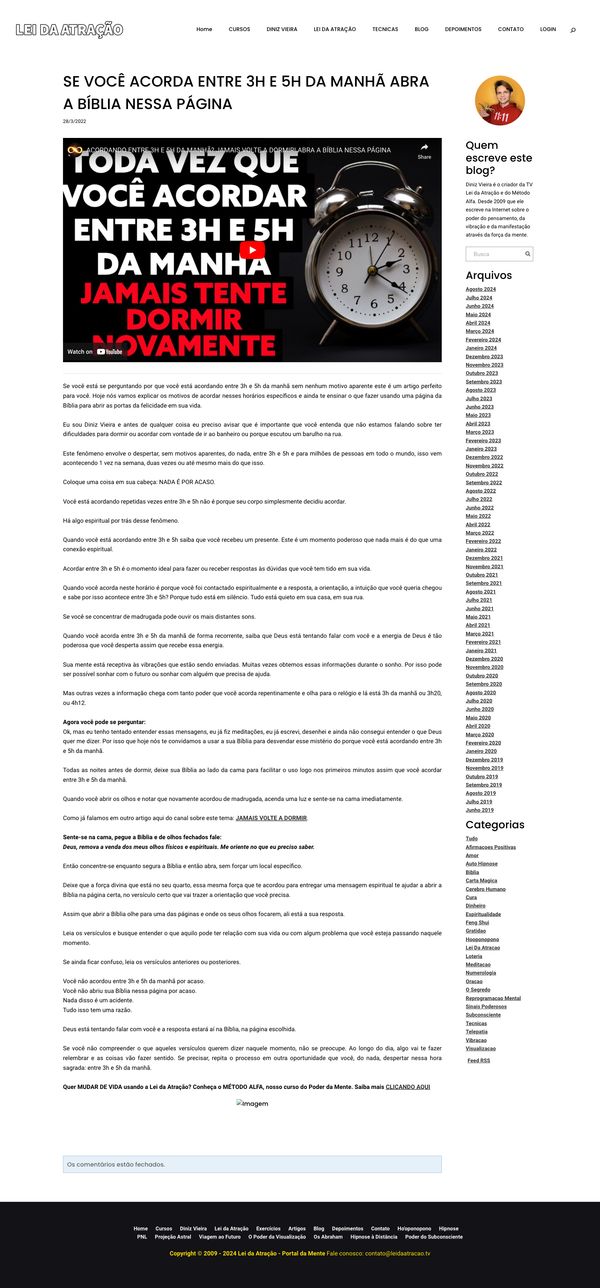 LEI DA ATRAÇÃO
Home CURSOS DINIZ VIEIRA LEI DA ATRAÇÃO TECNICAS BLOG DEPOIMENTOS CONTATO LOGIN
SE VOCÊ ACORDA ENTRE 3H E 5H DA MANHÃ ABRA
A BÍBLIA NESSA PÁGINA
28/3/2022
ACORDANDO ENTRE 3H E 5H DA MANHÃ? JAMAIS VOLTE A DORMIR! ABRA A BÍBLIA NESSA PÁGINA
Share
TODA VEZ QUE
VOCÊ ACORDAR
ENTRE 3H E 5H
DA MANHÃ
JAMAIS TENTE
DORMIR
NOVAMENTE
Watch on YouTube
12 1 2 3 4 5 6 7 8 9 10 11
Se você está se perguntando por que você está acordando entre 3h e 5h da manhã sem nenhum motivo aparente este é um artigo perfeito
para você. Hoje nós vamos explicar os motivos de acordar nesses horários específicos e ainda te ensinar o que fazer usando uma página da
Bíblia para abrir as portas da felicidade em sua vida.
Eu sou Diniz Vieira e antes de qualquer coisa eu preciso avisar que é importante que você entenda que não estamos falando sobre ter
dificuldades para dormir ou acordar com vontade de ir ao banheiro ou porque escutou um barulho na rua.
Este fenômeno envolve o despertar, sem motivos aparentes, do nada, entre 3h e 5h e para milhões de pessoas em todo o mundo, isso vem
acontecendo 1 vez na semana, duas vezes ou até mesmo mais do que isso.
Coloque uma coisa em sua cabeça: NADA É POR ACASO.
Você está acordando repetidas vezes entre 3h e 5h não é porque seu corpo simplesmente decidiu acordar.
Há algo espiritual por trás desse fenômeno.
Quando você está acordando entre 3h e 5h saiba que você recebeu um presente. Este é um momento poderoso que nada mais é do que uma
conexão espiritual.
Acordar entre 3h e 5h é o momento ideal para fazer ou receber respostas às dúvidas que você tem tido em sua vida.
Quando você acorda neste horário é porque você foi contactado espiritualmente e a resposta, a orientação, a intuição que você queria chegou
e sabe por isso acontece entre 3h e 5h? Porque tudo está em silêncio. Tudo está quieto em sua casa, em sua rua.
Se você se concentrar de madrugada pode ouvir os mais distantes sons.
Quando você acorda entre 3h e 5h da manhã de forma recorrente, saiba que Deus está tentando falar com você e a energia de Deus é tão
poderosa que você desperta assim que recebe essa energia.
Sua mente está receptiva às vibrações que estão sendo enviadas. Muitas vezes obtemos essas informações durante o sonho. Por isso pode
ser possível sonhar com o futuro ou sonhar com alguém que precisa de ajuda.
Mas outras vezes a informação chega com tanto poder que você acorda repentinamente e olha para o relógio e lá está 3h da manhã ou 3h20,
ou 4h12.
Agora você pode se perguntar:
Ok, mas eu tenho tentado entender essas mensagens, eu já fiz meditações, eu já escrevi, desenhei e ainda não consegui entender o que Deus
quer me dizer. Por isso que hoje nós te convidamos a usar a sua Bíblia para desvendar esse mistério do porque você está acordando entre 3h
e 5h da manhã.
Todas as noites antes de dormir, deixe sua Bíblia ao lado da cama para facilitar o uso logo nos primeiros minutos assim que você acordar
entre 3h e 5h da manhã.
Quando você abrir os olhos e notar que novamente acordou de madrugada, acenda uma luz e sente-se na cama imediatamente.
Como já falamos em outro artigo aqui do canal sobre este tema: JAMAIS VOLTE A DORMIR.
Sente-se na cama, pegue a Bíblia e de olhos fechados fale:
Deus, remova a venda dos meus olhos físicos e espirituais. Me oriente no que eu preciso saber.
Então concentre-se enquanto segura a Bíblia e então abra, sem forçar um local específico.
Deixe que a força divina que está no seu quarto, essa mesma força que te acordou para entregar uma mensagem espiritual te ajudar a abrir a
Bíblia na página certa, no versículo certo que vai trazer a orientação que você precisa.
Assim que abrir a Bíblia olhe para uma das páginas e onde os seus olhos focarem, ali está a sua resposta.
Leia os versículos e busque entender o que aquilo pode ter relação com sua vida ou com algum problema que você esteja passando naquele
momento.
Se ainda ficar confuso, leia os versículos anteriores ou posteriores.
Você não acordou entre 3h e 5h da manhã por acaso.
Você não abriu sua Bíblia nessa página por acaso.
Nada disso é um acidente.
Tudo isso tem uma razão.
Deus está tentando falar com você e a resposta estará aí na Bíblia, na página escolhida.
Se você não compreender o que aqueles versículos querem dizer naquele momento, não se preocupe. Ao longo do dia, algo vai te fazer
relembrar e as coisas vão fazer sentido. Se precisar, repita o processo em outra oportunidade que você, do nada, despertar nessa hora
sagrada: entre 3h e 5h da manhã.
Quer MUDAR DE VIDA usando a Lei da Atração? Conheça o MÉTODO ALFA, nosso curso do Poder da Mente. Saiba mais CLICANDO AQUI
Imagem
Os comentários estão fechados.
11:11
Quem
escreve este
blog?
Diniz Vieira é o criador da TV
Lei da Atração e do Método
Alfa. Desde 2009 que ele
escreve na Internet sobre o
poder do pensamento, da
vibração e da manifestação
através da força da mente.
Busca
Arquivos
Agosto 2024
Julho 2024
Junho 2024
Maio 2024
Abril 2024
Março 2024
Fevereiro 2024
Janeiro 2024
Dezembro 2023
Novembro 2023
Outubro 2023
Setembro 2023
Agosto 2023
Julho 2023
Junho 2023
Maio 2023
Abril 2023
Março 2023
Fevereiro 2023
Janeiro 2023
Dezembro 2022
Novembro 2022
Outubro 2022
Setembro 2022
Agosto 2022
Julho 2022
Junho 2022
Maio 2022
Abril 2022
Março 2022
Fevereiro 2022
Janeiro 2022
Dezembro 2021
Novembro 2021
Outubro 2021
Setembro 2021
Agosto 2021
Julho 2021
Junho 2021
Maio 2021
Abril 2021
Março 2021
Fevereiro 2021
Janeiro 2021
Dezembro 2020
Novembro 2020
Outubro 2020
Setembro 2020
Agosto 2020
Julho 2020
Junho 2020
Maio 2020
Abril 2020
Março 2020
Fevereiro 2020
Janeiro 2020
Dezembro 2019
Novembro 2019
Outubro 2019
Setembro 2019
Agosto 2019
Julho 2019
Junho 2019
Categorias
Tudo
Afirmacoes Positivas
Amor
Auto Hipnose
Bíblia
Carta Magica
Cerebro Humano
Cura
Dinheiro
Espiritualidade
Feng Shui
Gratidao
Hooponopono
Lei Da Atracao
Loteria
Meditacao
Numerologia
Oracao
O Segredo
Reprogramacao Mental
Sinais Poderosos
Subconsciente
Tecnicas
Telepatia
Vibracao
Visualizacao
Feed RSS
Home Cursos Diniz Vieira Lei da Atração Exercícios Artigos Blog Depoimentos Contato Ho'oponopono Hipnose
PNL Projeção Astral Viagem ao Futuro O Poder da Visualização Os Abraham Hipnose à Distância Poder do Subconsciente
Copyright © 2009 - 2024 Lei da Atração - Portal da Mente Fale conosco: contato@leidaatracao.tv